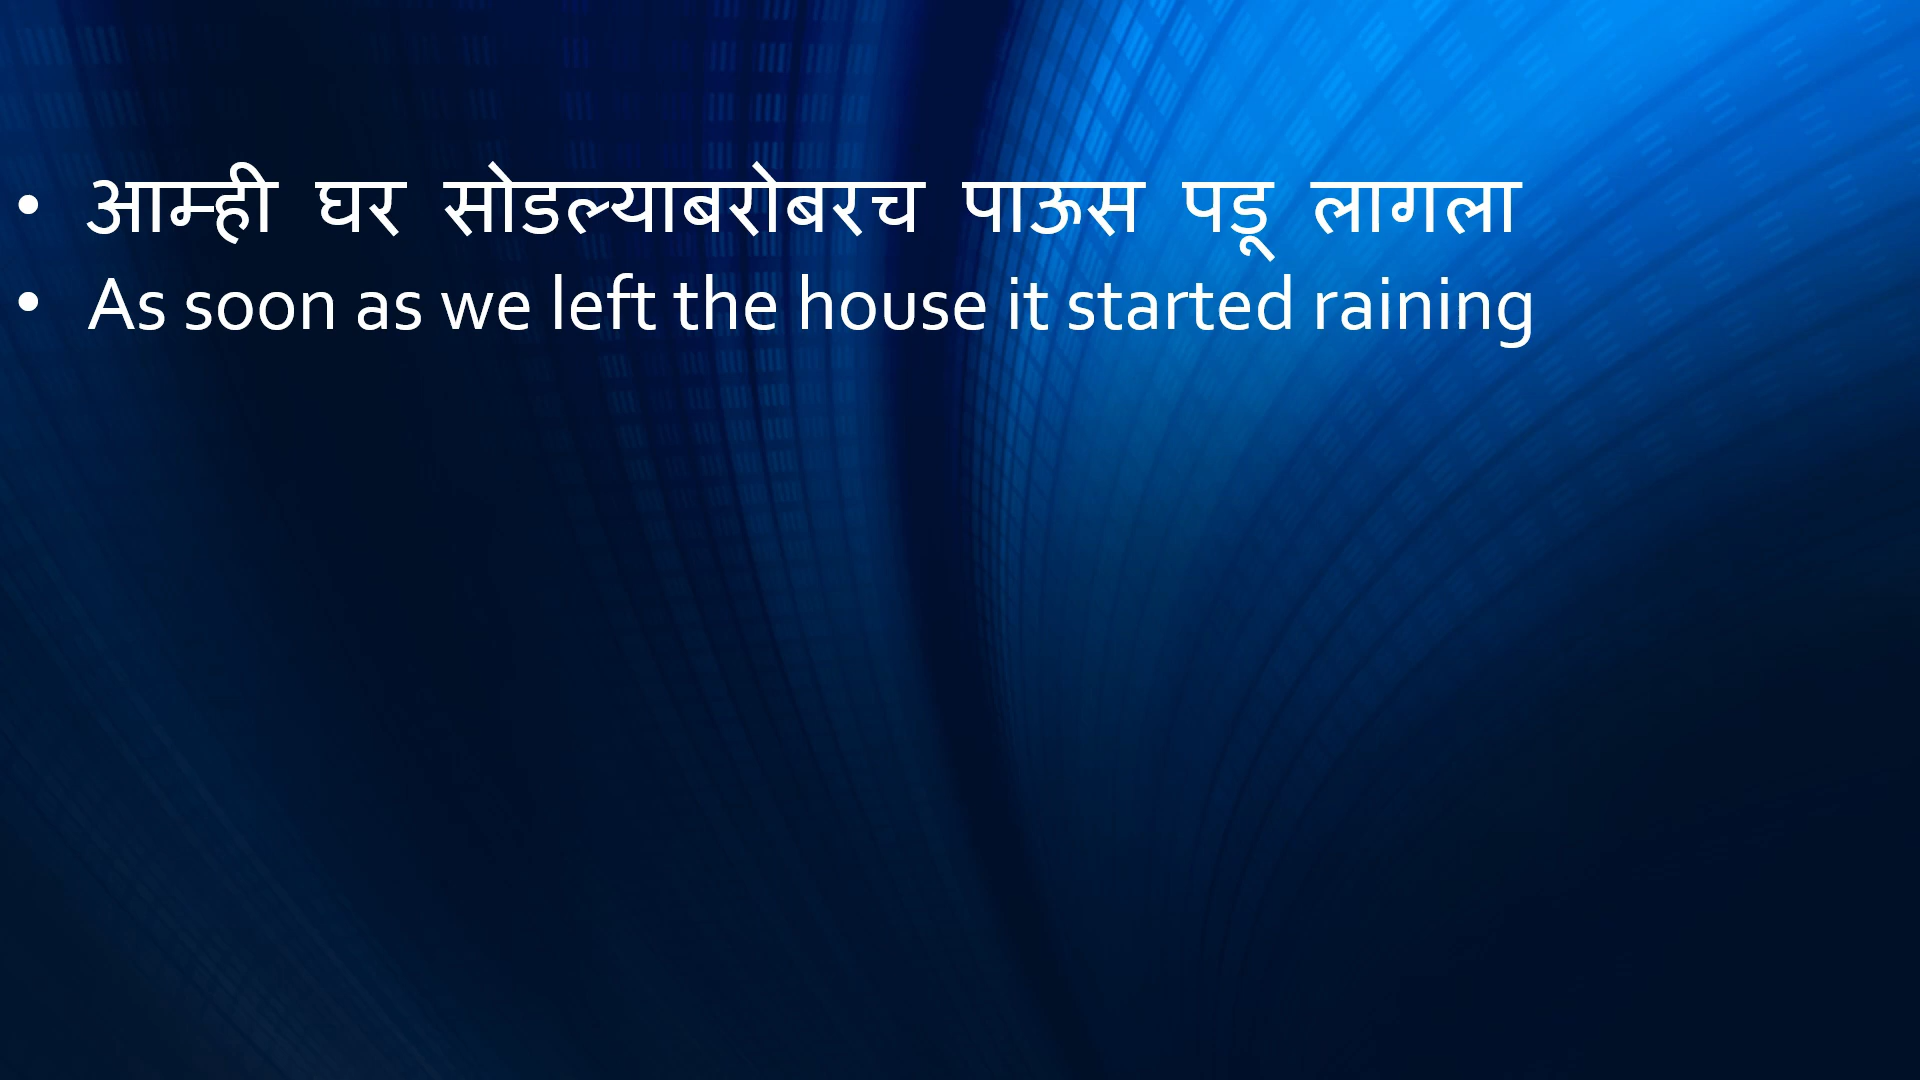 • आम्ही घर सोडल्याबरोबरच पाऊस पडू लागला
• As soon as we left the house it started raining